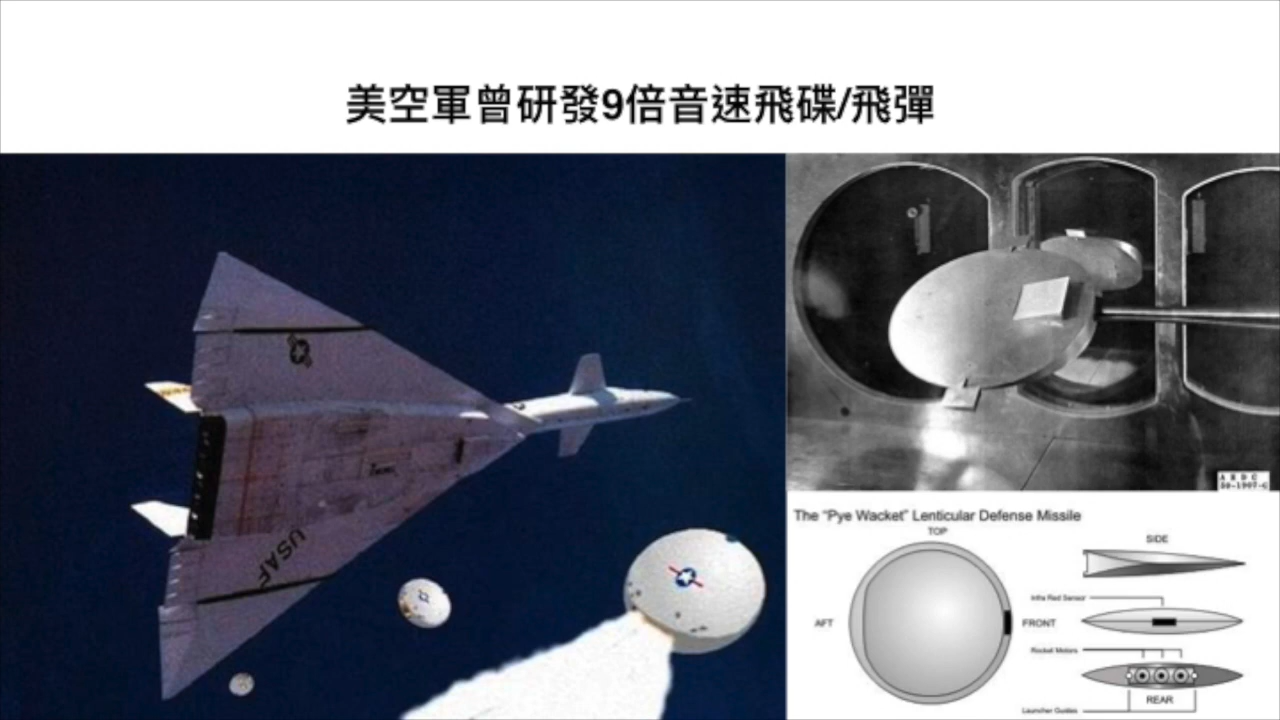 美空軍曾研發9倍音速飛碟/飛彈
USAF
The "Pye Wacket" Lenticular Defense Missile
TOP
SIDE
Infra Red Sensor
AFT
FRONT
Rocket Motors
REAR
Launcher Guides